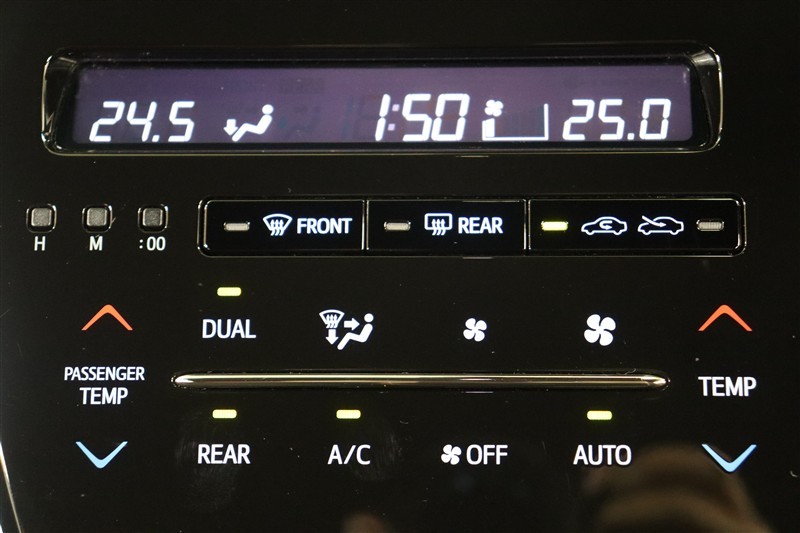 24.5 1:50 25.0
H M :00 FRONT REAR
DUAL
PASSENGER
TEMP
TEMP
REAR A/C OFF AUTO